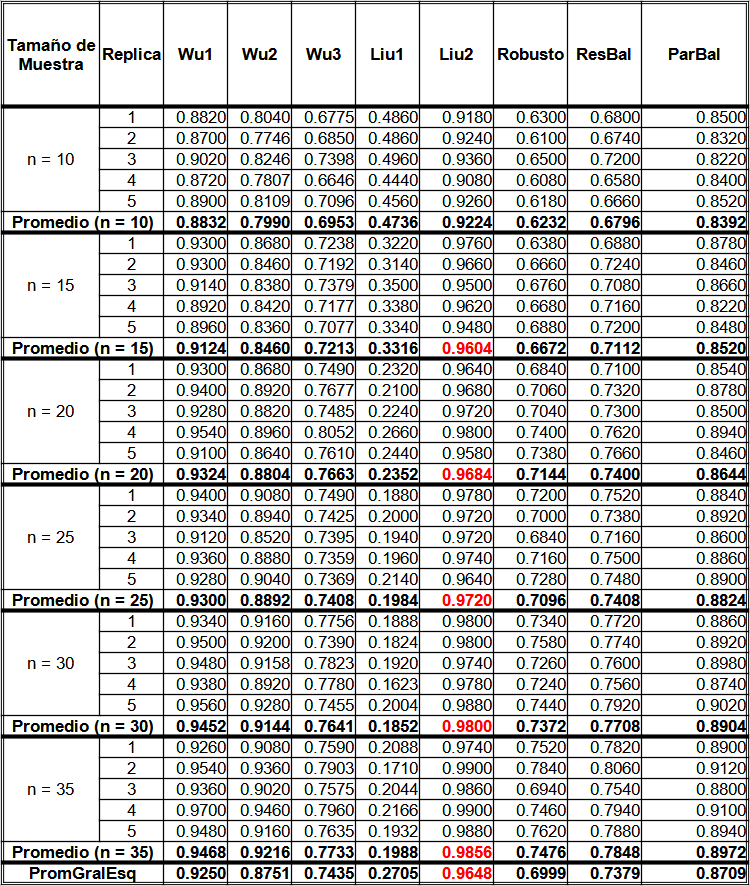 Tamaño de Muestra Replica Wu1 Wu2 Wu3 Liu1 Liu2 Robusto ResBal ParBal
n = 10
1 0.8820 0.8040 0.6775 0.4860 0.9180 0.6300 0.6800 0.8500
2 0.8700 0.7746 0.6850 0.4860 0.9240 0.6100 0.6740 0.8320
3 0.9020 0.8246 0.7398 0.4960 0.9360 0.6500 0.7200 0.8220
4 0.8720 0.7807 0.6646 0.4440 0.9080 0.6080 0.6580 0.8400
5 0.8900 0.8109 0.7096 0.4560 0.9260 0.6180 0.6660 0.8520
Promedio (n = 10) 0.8832 0.7990 0.6953 0.4736 0.9224 0.6232 0.6796 0.8392
n = 15
1 0.9300 0.8680 0.7238 0.3220 0.9760 0.6380 0.6880 0.8780
2 0.9300 0.8460 0.7192 0.3140 0.9660 0.6660 0.7240 0.8460
3 0.9140 0.8380 0.7379 0.3500 0.9500 0.6760 0.7080 0.8660
4 0.8920 0.8420 0.7177 0.3380 0.9620 0.6680 0.7160 0.8220
5 0.8960 0.8360 0.7077 0.3340 0.9480 0.6880 0.7200 0.8480
Promedio (n = 15) 0.9124 0.8460 0.7213 0.3316 0.9604 0.6672 0.7112 0.8520
n = 20
1 0.9300 0.8680 0.7490 0.2320 0.9640 0.6840 0.7100 0.8540
2 0.9400 0.8920 0.7677 0.2100 0.9680 0.7060 0.7320 0.8780
3 0.9280 0.8820 0.7485 0.2240 0.9720 0.7040 0.7300 0.8500
4 0.9540 0.8960 0.8052 0.2660 0.9800 0.7400 0.7620 0.8940
5 0.9100 0.8640 0.7610 0.2440 0.9580 0.7380 0.7660 0.8460
Promedio (n = 20) 0.9324 0.8804 0.7663 0.2352 0.9684 0.7144 0.7400 0.8644
n = 25
1 0.9400 0.9080 0.7490 0.1880 0.9780 0.7200 0.7520 0.8840
2 0.9340 0.8940 0.7425 0.2000 0.9720 0.7000 0.7380 0.8920
3 0.9120 0.8520 0.7395 0.1940 0.9720 0.6840 0.7160 0.8600
4 0.9360 0.8880 0.7359 0.1960 0.9740 0.7160 0.7500 0.8860
5 0.9280 0.9040 0.7369 0.2140 0.9640 0.7280 0.7480 0.8900
Promedio (n = 25) 0.9300 0.8892 0.7408 0.1984 0.9720 0.7096 0.7408 0.8824
n = 30
1 0.9340 0.9160 0.7756 0.1888 0.9800 0.7340 0.7720 0.8860
2 0.9500 0.9200 0.7390 0.1824 0.9800 0.7580 0.7740 0.8920
3 0.9480 0.9158 0.7823 0.1920 0.9740 0.7260 0.7600 0.8980
4 0.9380 0.8920 0.7780 0.1623 0.9780 0.7240 0.7560 0.8740
5 0.9560 0.9280 0.7455 0.2004 0.9880 0.7440 0.7920 0.9020
Promedio (n = 30) 0.9452 0.9144 0.7641 0.1852 0.9800 0.7372 0.7708 0.8904
n = 35
1 0.9260 0.9080 0.7590 0.2088 0.9740 0.7520 0.7820 0.8900
2 0.9540 0.9360 0.7903 0.1710 0.9900 0.7840 0.8060 0.9120
3 0.9360 0.9020 0.7575 0.2044 0.9860 0.6940 0.7540 0.8800
4 0.9700 0.9460 0.7960 0.2166 0.9900 0.7460 0.7940 0.9100
5 0.9480 0.9160 0.7635 0.1932 0.9880 0.7620 0.7880 0.8940
Promedio (n = 35) 0.9468 0.9216 0.7733 0.1988 0.9856 0.7476 0.7848 0.8972
PromGralEsq 0.9250 0.8751 0.7435 0.2705 0.9648 0.6999 0.7379 0.8709